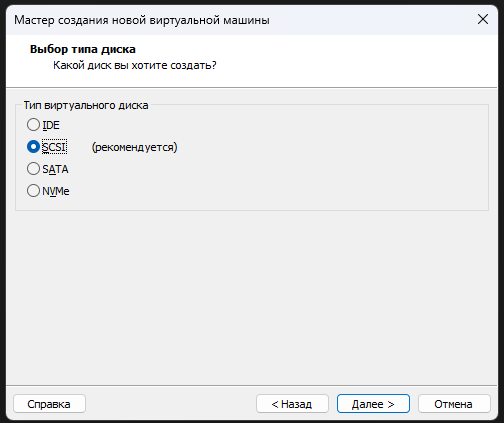 Мастер создания новой виртуальной машины
Выбор типа диска
Какой диск вы хотите создать?
Тип виртуального диска
IDE
SCSI (рекомендуется)
SATA
NVMe
Справка
< Назад
Далее >
Отмена